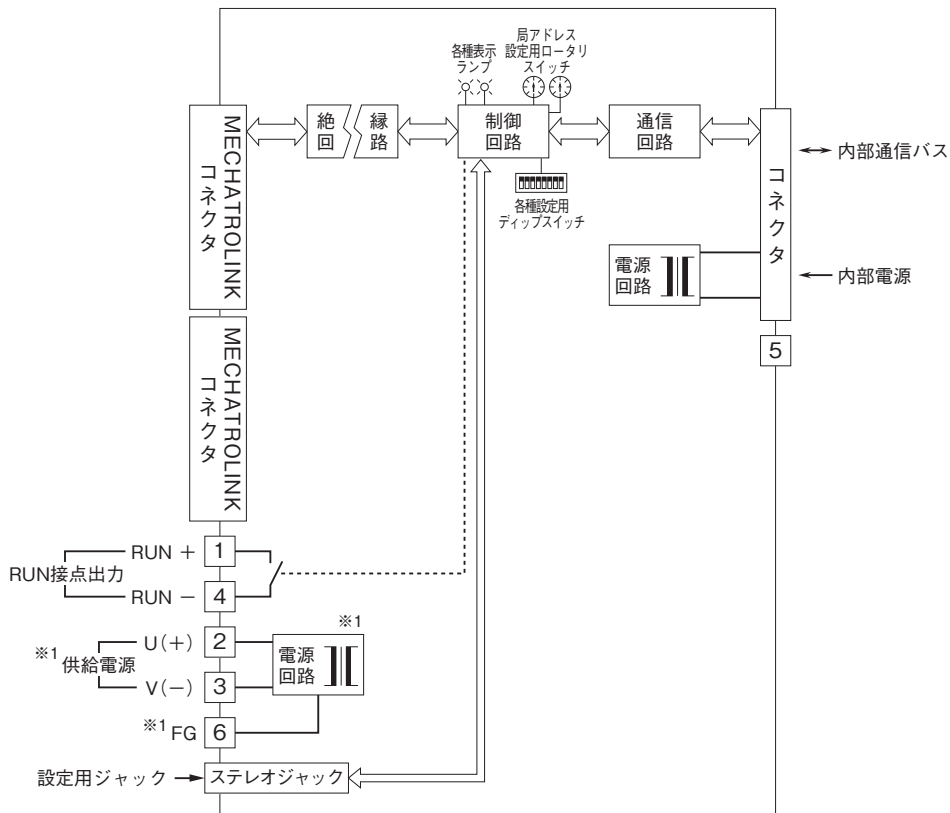 局アドレス
設定用ロータリ
スイッチ
各種表示
ランプ
MECHATROLINK
コネクタ
絶 縁
回 路
制御
回路
通信
回路
コネクタ
内部通信バス
各種設定用
ディップスイッチ
電源
回路
内部電源
5
MECHATROLINK
コネクタ
RUN接点出力
RUN + 1
RUN − 4
※1 供給電源
U(+) 2
V(−) 3
※1
電源
回路
※1 FG 6
設定用ジャック ステレオジャック